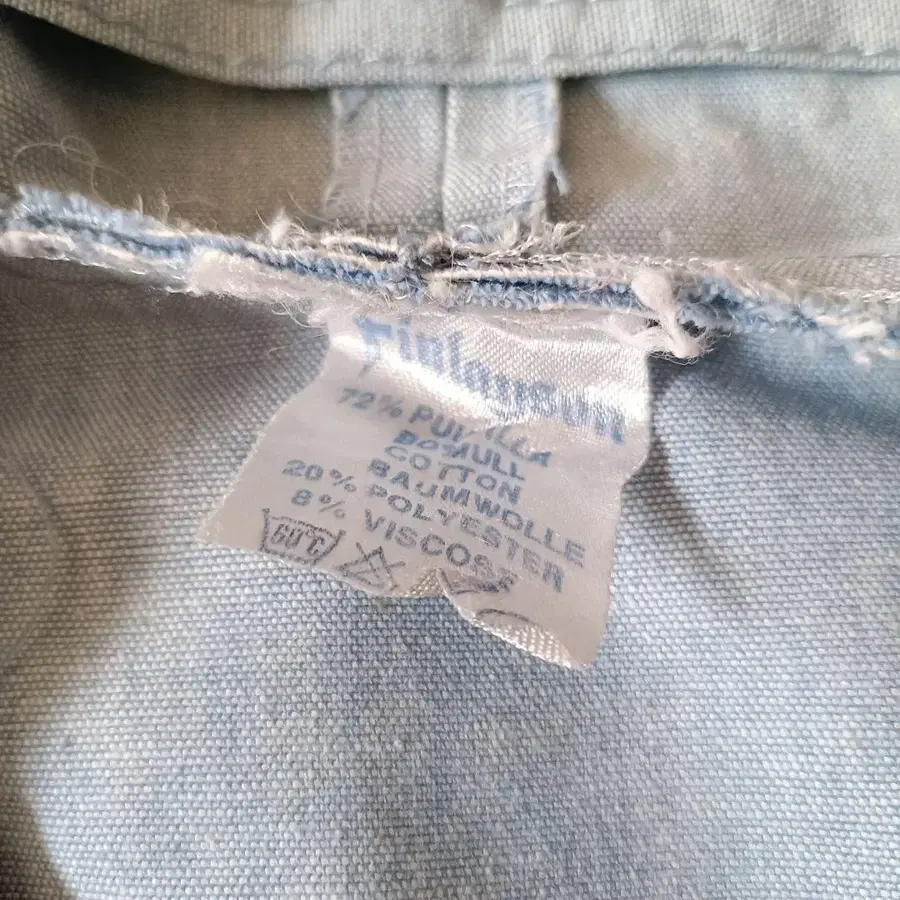 Finlayson
72% PUUVILLA
BOMULL
COTTON
BAUMWOLLE
20% POLYESTER
8% VISCOSE
60°C